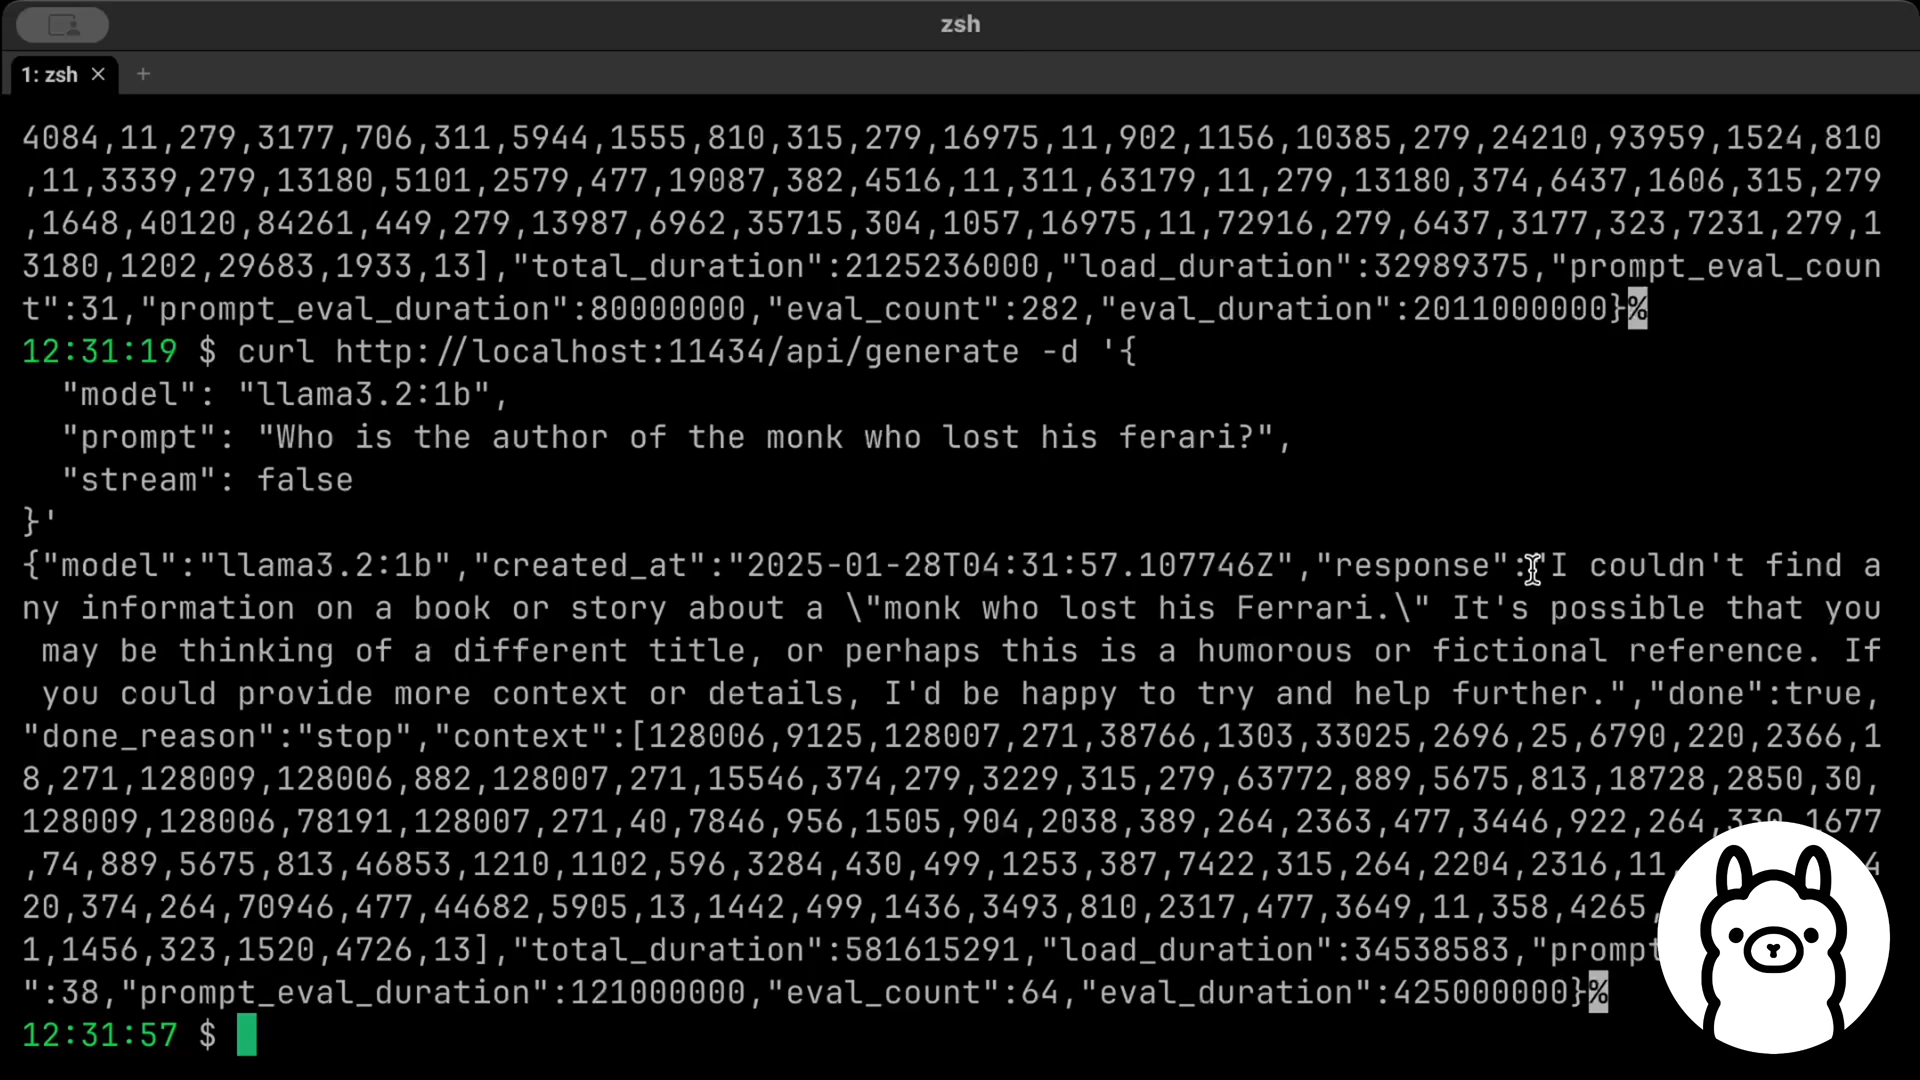 zsh
1: zsh × +
4084,11,279,3177,706,311,5944,1555,810,315,279,16975,11,902,1156,10385,279,24210,93959,1524,810
,11,3339,279,13180,5101,2579,477,19087,382,4516,11,311,63179,11,279,13180,374,6437,1606,315,279
,1648,40120,84261,449,279,13987,6962,35715,304,1057,16975,11,72916,279,6437,3177,323,7231,279,1
3180,1202,29683,1933,13],"total_duration":2125236000,"load_duration":32989375,"prompt_eval_coun
t":31,"prompt_eval_duration":80000000,"eval_count":282,"eval_duration":2011000000}%
12:31:19 $ curl http://localhost:11434/api/generate -d '{
  "model": "llama3.2:1b",
  "prompt": "Who is the author of the monk who lost his ferari?",
  "stream": false
}'
{"model":"llama3.2:1b","created_at":"2025-01-28T04:31:57.107746Z","response":"I couldn't find a
ny information on a book or story about a \"monk who lost his Ferrari.\" It's possible that you
 may be thinking of a different title, or perhaps this is a humorous or fictional reference. If
 you could provide more context or details, I'd be happy to try and help further.","done":true,
"done_reason":"stop","context":[128006,9125,128007,271,38766,1303,33025,2696,25,6790,220,2366,1
8,271,128009,128006,882,128007,271,15546,374,279,3229,315,279,63772,889,5675,813,18728,2850,30,
128009,128006,78191,128007,271,40,7846,956,1505,904,2038,389,264,2363,477,3446,922,264,330,1677
,74,889,5675,813,46853,1210,1102,596,3284,430,499,1253,387,7422,315,264,2204,2316,11,
20,374,264,70946,477,44682,5905,13,1442,499,1436,3493,810,2317,477,3649,11,358,4265,
1,1456,323,1520,4726,13],"total_duration":581615291,"load_duration":34538583,"prompt
":38,"prompt_eval_duration":121000000,"eval_count":64,"eval_duration":425000000}%
12:31:57 $